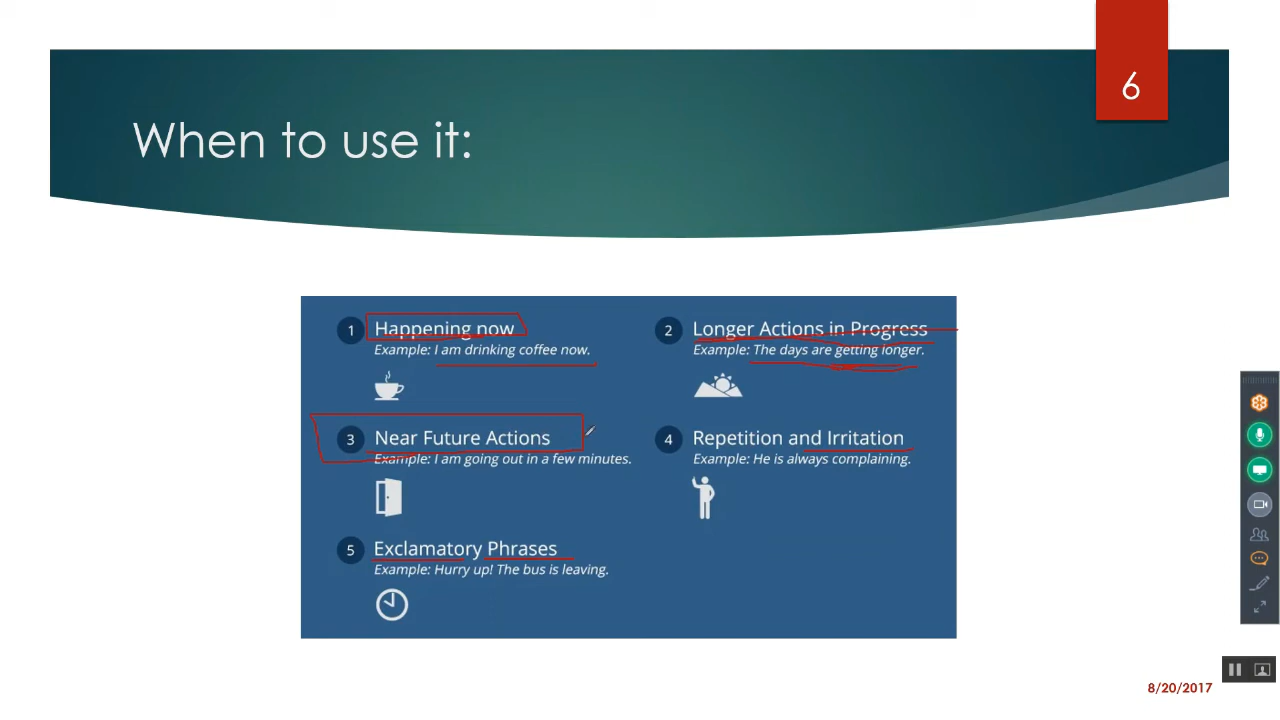 6
When to use it:
1 Happening now
Example: I am drinking coffee now.
2 Longer Actions in Progress
Example: The days are getting longer.
3 Near Future Actions
Example: I am going out in a few minutes.
4 Repetition and Irritation
Example: He is always complaining.
5 Exclamatory Phrases
Example: Hurry up! The bus is leaving.
8/20/2017